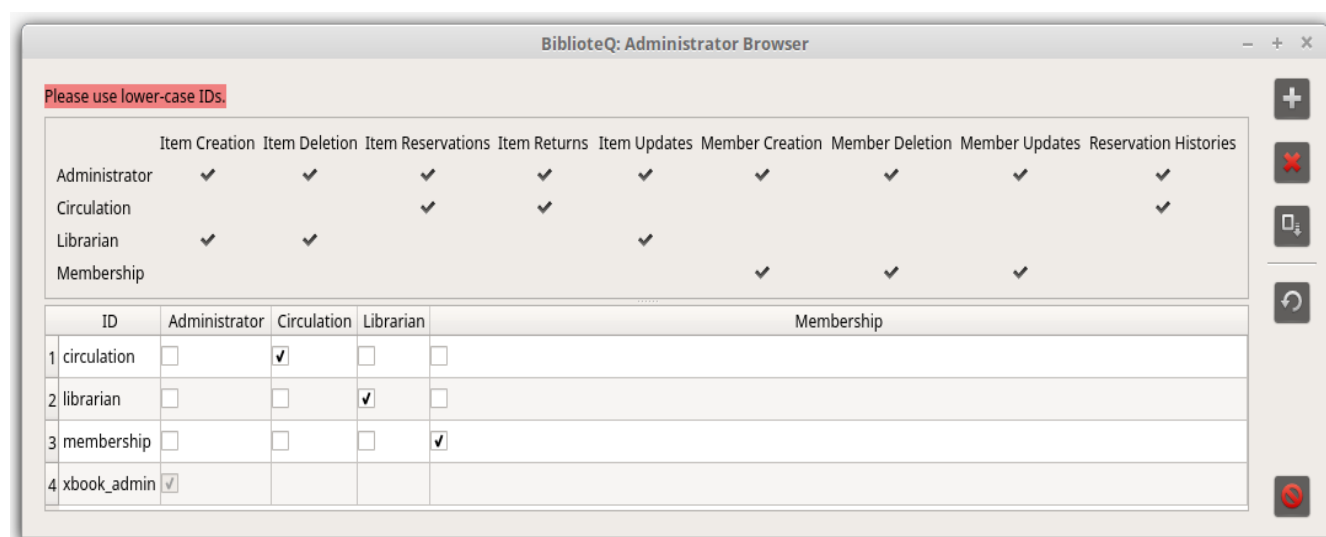 BiblioteQ: Administrator Browser
Please use lower-case IDs.
Item Creation Item Deletion Item Reservations Item Returns Item Updates Member Creation Member Deletion Member Updates Reservation Histories
Administrator ✔ ✔ ✔ ✔ ✔ ✔ ✔ ✔ ✔
Circulation ✔ ✔ ✔
Librarian ✔ ✔ ✔
Membership ✔ ✔ ✔
ID Administrator Circulation Librarian Membership
1 circulation
2 librarian
3 membership
4 xbook_admin